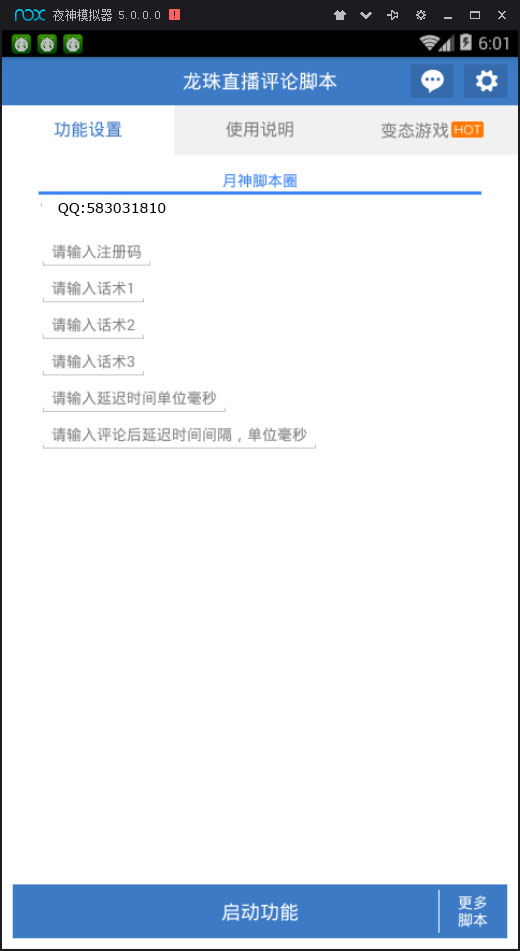 nox 夜神模拟器 5.0.0.0
6:01
龙珠直播评论脚本
功能设置 使用说明 变态游戏 HOT
月神脚本圈
QQ:583031810
请输入注册码
请输入话术1
请输入话术2
请输入话术3
请输入延迟时间单位毫秒
请输入评论后延迟时间间隔，单位毫秒
启动功能
更多
脚本